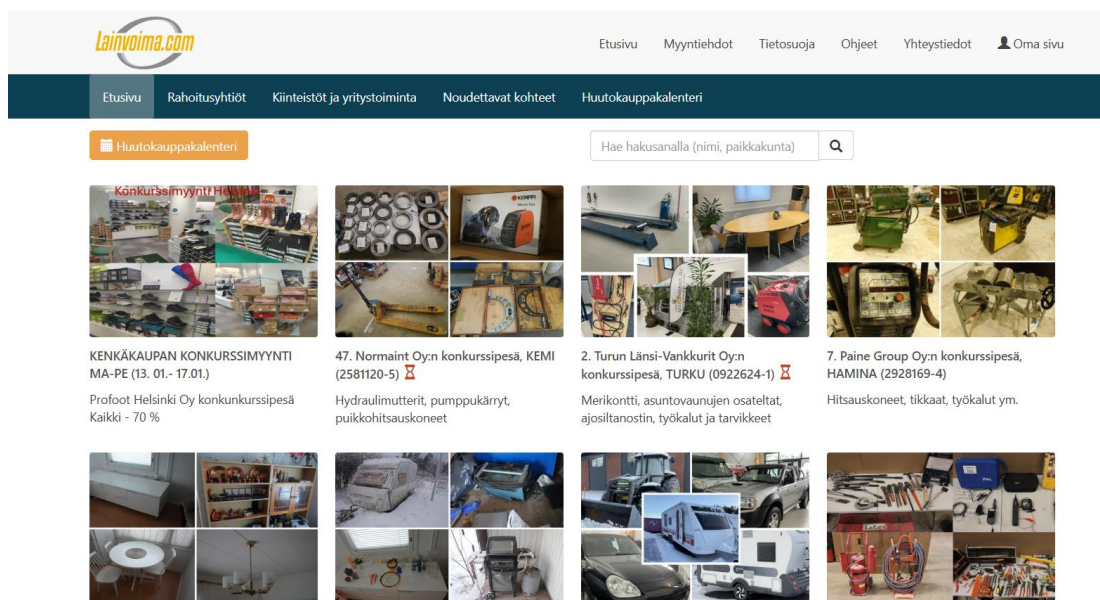 Lainvoima.com
Etusivu Myyntiehdot Tietosuoja Ohjeet Yhteystiedot Oma sivu
Etusivu Rahoitusyhtiöt Kiinteistöt ja yritystoiminta Noudettavat kohteet Huutokauppakalenteri
Huutokauppakalenteri
Hae hakusanalla (nimi, paikkakunta)
Konkurssimyynti Helsinki
KEMPPI
KENKÄKAUPAN KONKURSSIMYYNTI
MA-PE (13. 01.- 17.01.)
Profoot Helsinki Oy konkunkurssipesä
Kaikki - 70 %
47. Normaint Oy:n konkurssipesä, KEMI
(2581120-5)
Hydraulimutterit, pumppukärryt,
puikkohitsauskoneet
2. Turun Länsi-Vankkurit Oy:n
konkurssipesä, TURKU (0922624-1)
Merikontti, asuntovaunujen osateltat,
ajosiltanostin, työkalut ja tarvikkeet
7. Paine Group Oy:n konkurssipesä,
HAMINA (2928169-4)
Hitsauskoneet, tikkaat, työkalut ym.